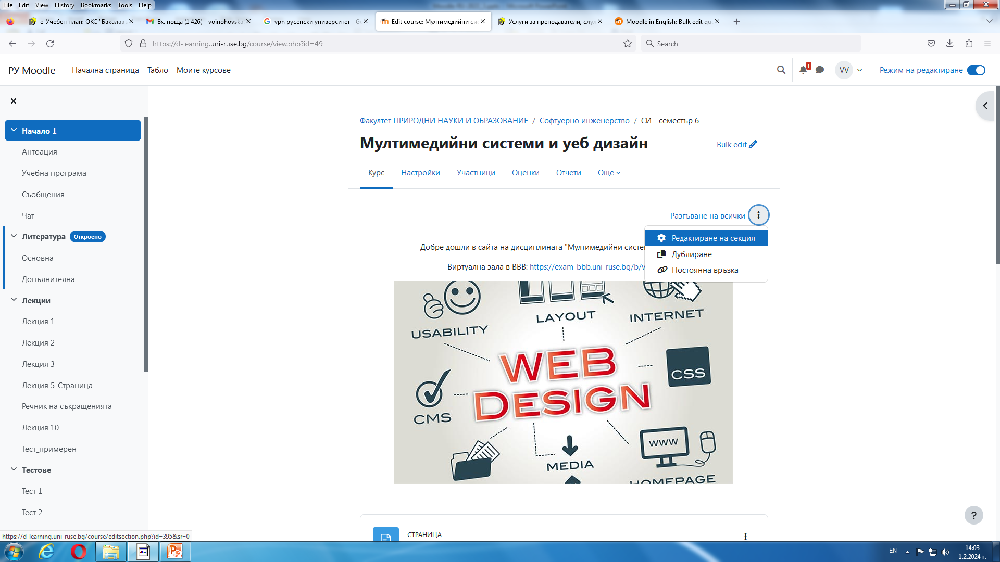 File Edit View History Bookmarks Tools Help
е-Учебен план: ОКС "Бакалавъ
Вх. поща (1 426) - voinohovska
vpn русенски университет - Go
Edit course: Мултимедийни си
Услуги за преподаватели, служ
Moodle in English: Bulk edit que
https://d-learning.uni-ruse.bg/course/view.php?id=49
Search
РУ Moodle Начална страница Табло Моите курсове
1
VV
Режим на редактиране
Начало 1
Антоация
Учебна програма
Съобщения
Чат
Литература Откроено
Основна
Допълнителна
Лекции
Лекция 1
Лекция 2
Лекция 3
Лекция 5_Страница
Речник на съкращенията
Лекция 10
Тест_примерен
Тестове
Тест 1
Тест 2
Факултет ПРИРОДНИ НАУКИ И ОБРАЗОВАНИЕ / Софтуерно инженерство / СИ - семестър 6
Мултимедийни системи и уеб дизайн
Bulk edit
Курс Настройки Участници Оценки Отчети Още
Разгъване на всички
Редактиране на секция
Дублиране
Постоянна връзка
Добре дошли в сайта на дисциплината "Мултимедийни систе
Виртуална зала в BBB: https://exam-bbb.uni-ruse.bg/b/v
USABILITY
LAYOUT
INTERNET
WEB
DESIGN
CSS
CMS
MEDIA
WWW
HOMEPAGE
СТРАНИЦА
?
https://d-learning.uni-ruse.bg/course/editsection.php?id=395&sr=0
EN
14:03
1.2.2024 г.